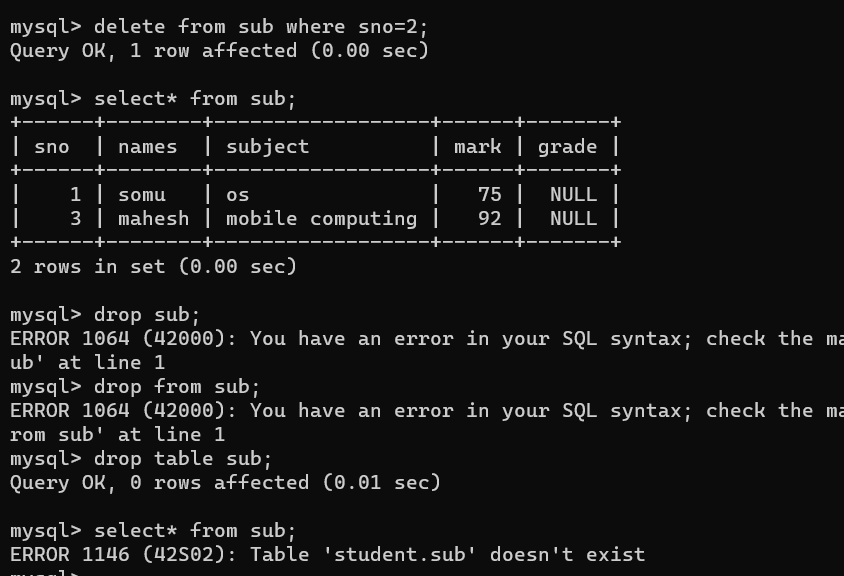 mysql> delete from sub where sno=2;
Query OK, 1 row affected (0.00 sec)

mysql> select* from sub;
+------+--------+------------------+------+-------+
| sno  | names  | subject          | mark | grade |
+------+--------+------------------+------+-------+
|    1 | somu   | os               |   75 |  NULL |
|    3 | mahesh | mobile computing |   92 |  NULL |
+------+--------+------------------+------+-------+
2 rows in set (0.00 sec)

mysql> drop sub;
ERROR 1064 (42000): You have an error in your SQL syntax; check the ma
ub' at line 1
mysql> drop from sub;
ERROR 1064 (42000): You have an error in your SQL syntax; check the ma
rom sub' at line 1
mysql> drop table sub;
Query OK, 0 rows affected (0.01 sec)

mysql> select* from sub;
ERROR 1146 (42S02): Table 'student.sub' doesn't exist
mysql>